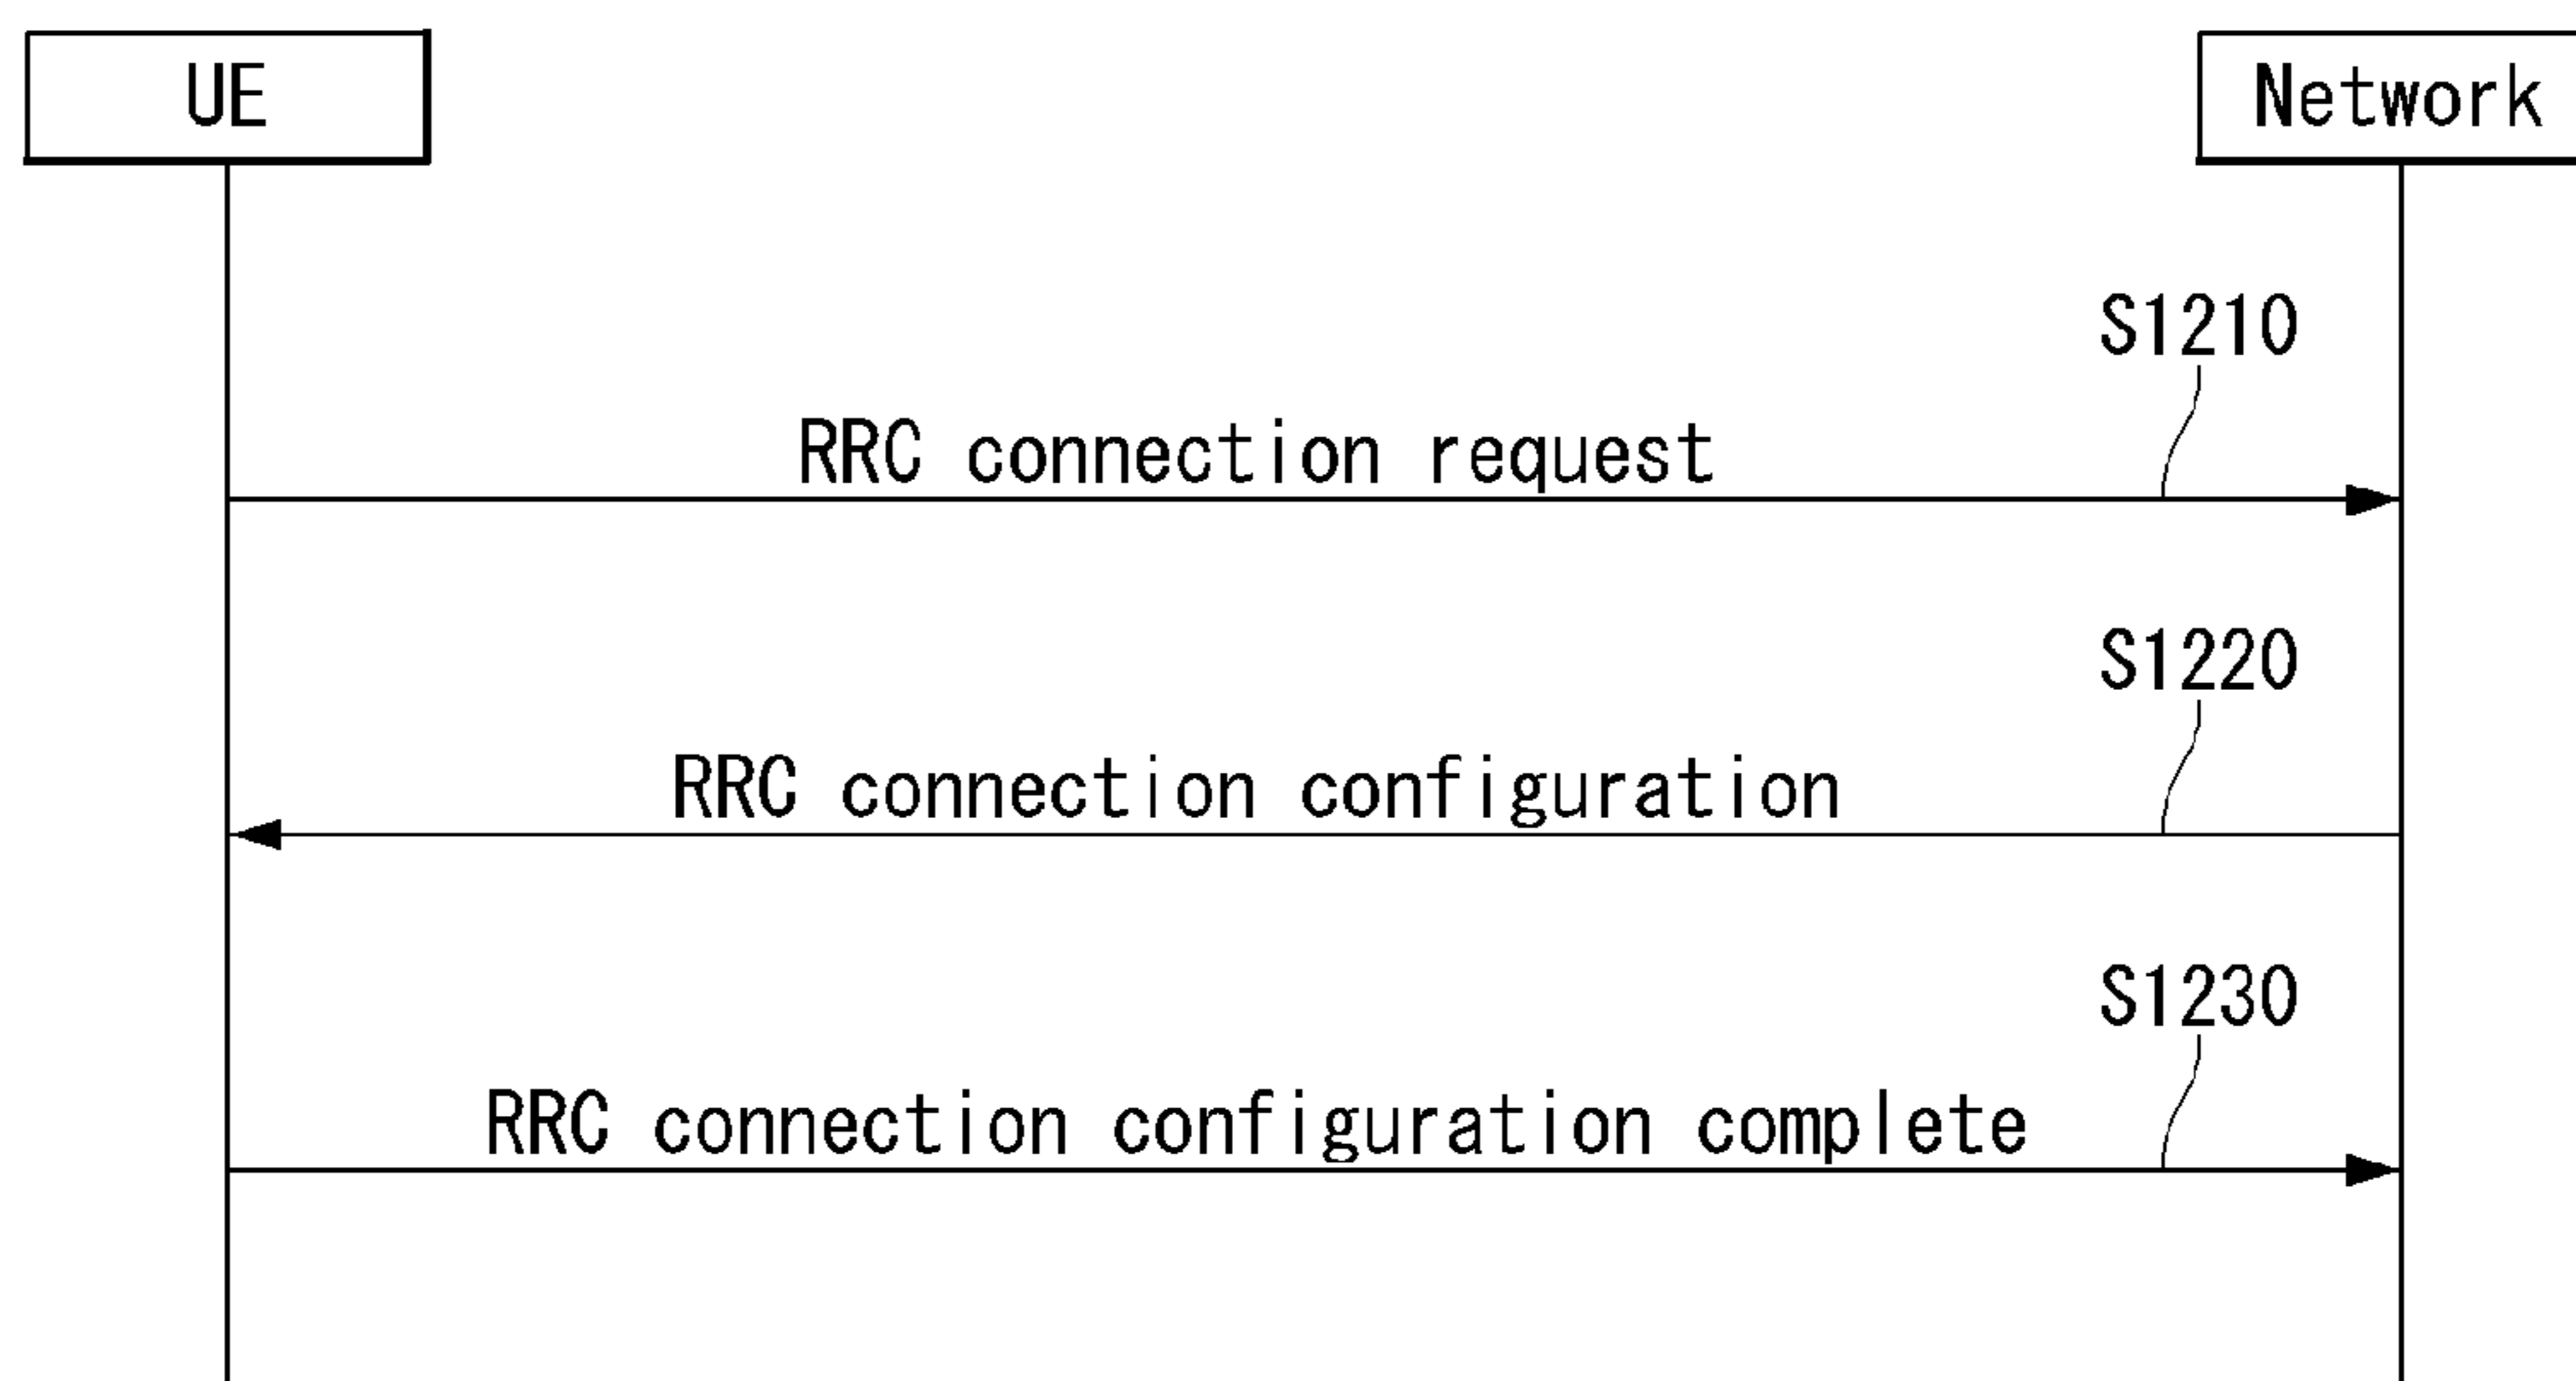 UE
Network
S1210
RRC connection request
S1220
RRC connection configuration
S1230
RRC connection configuration complete